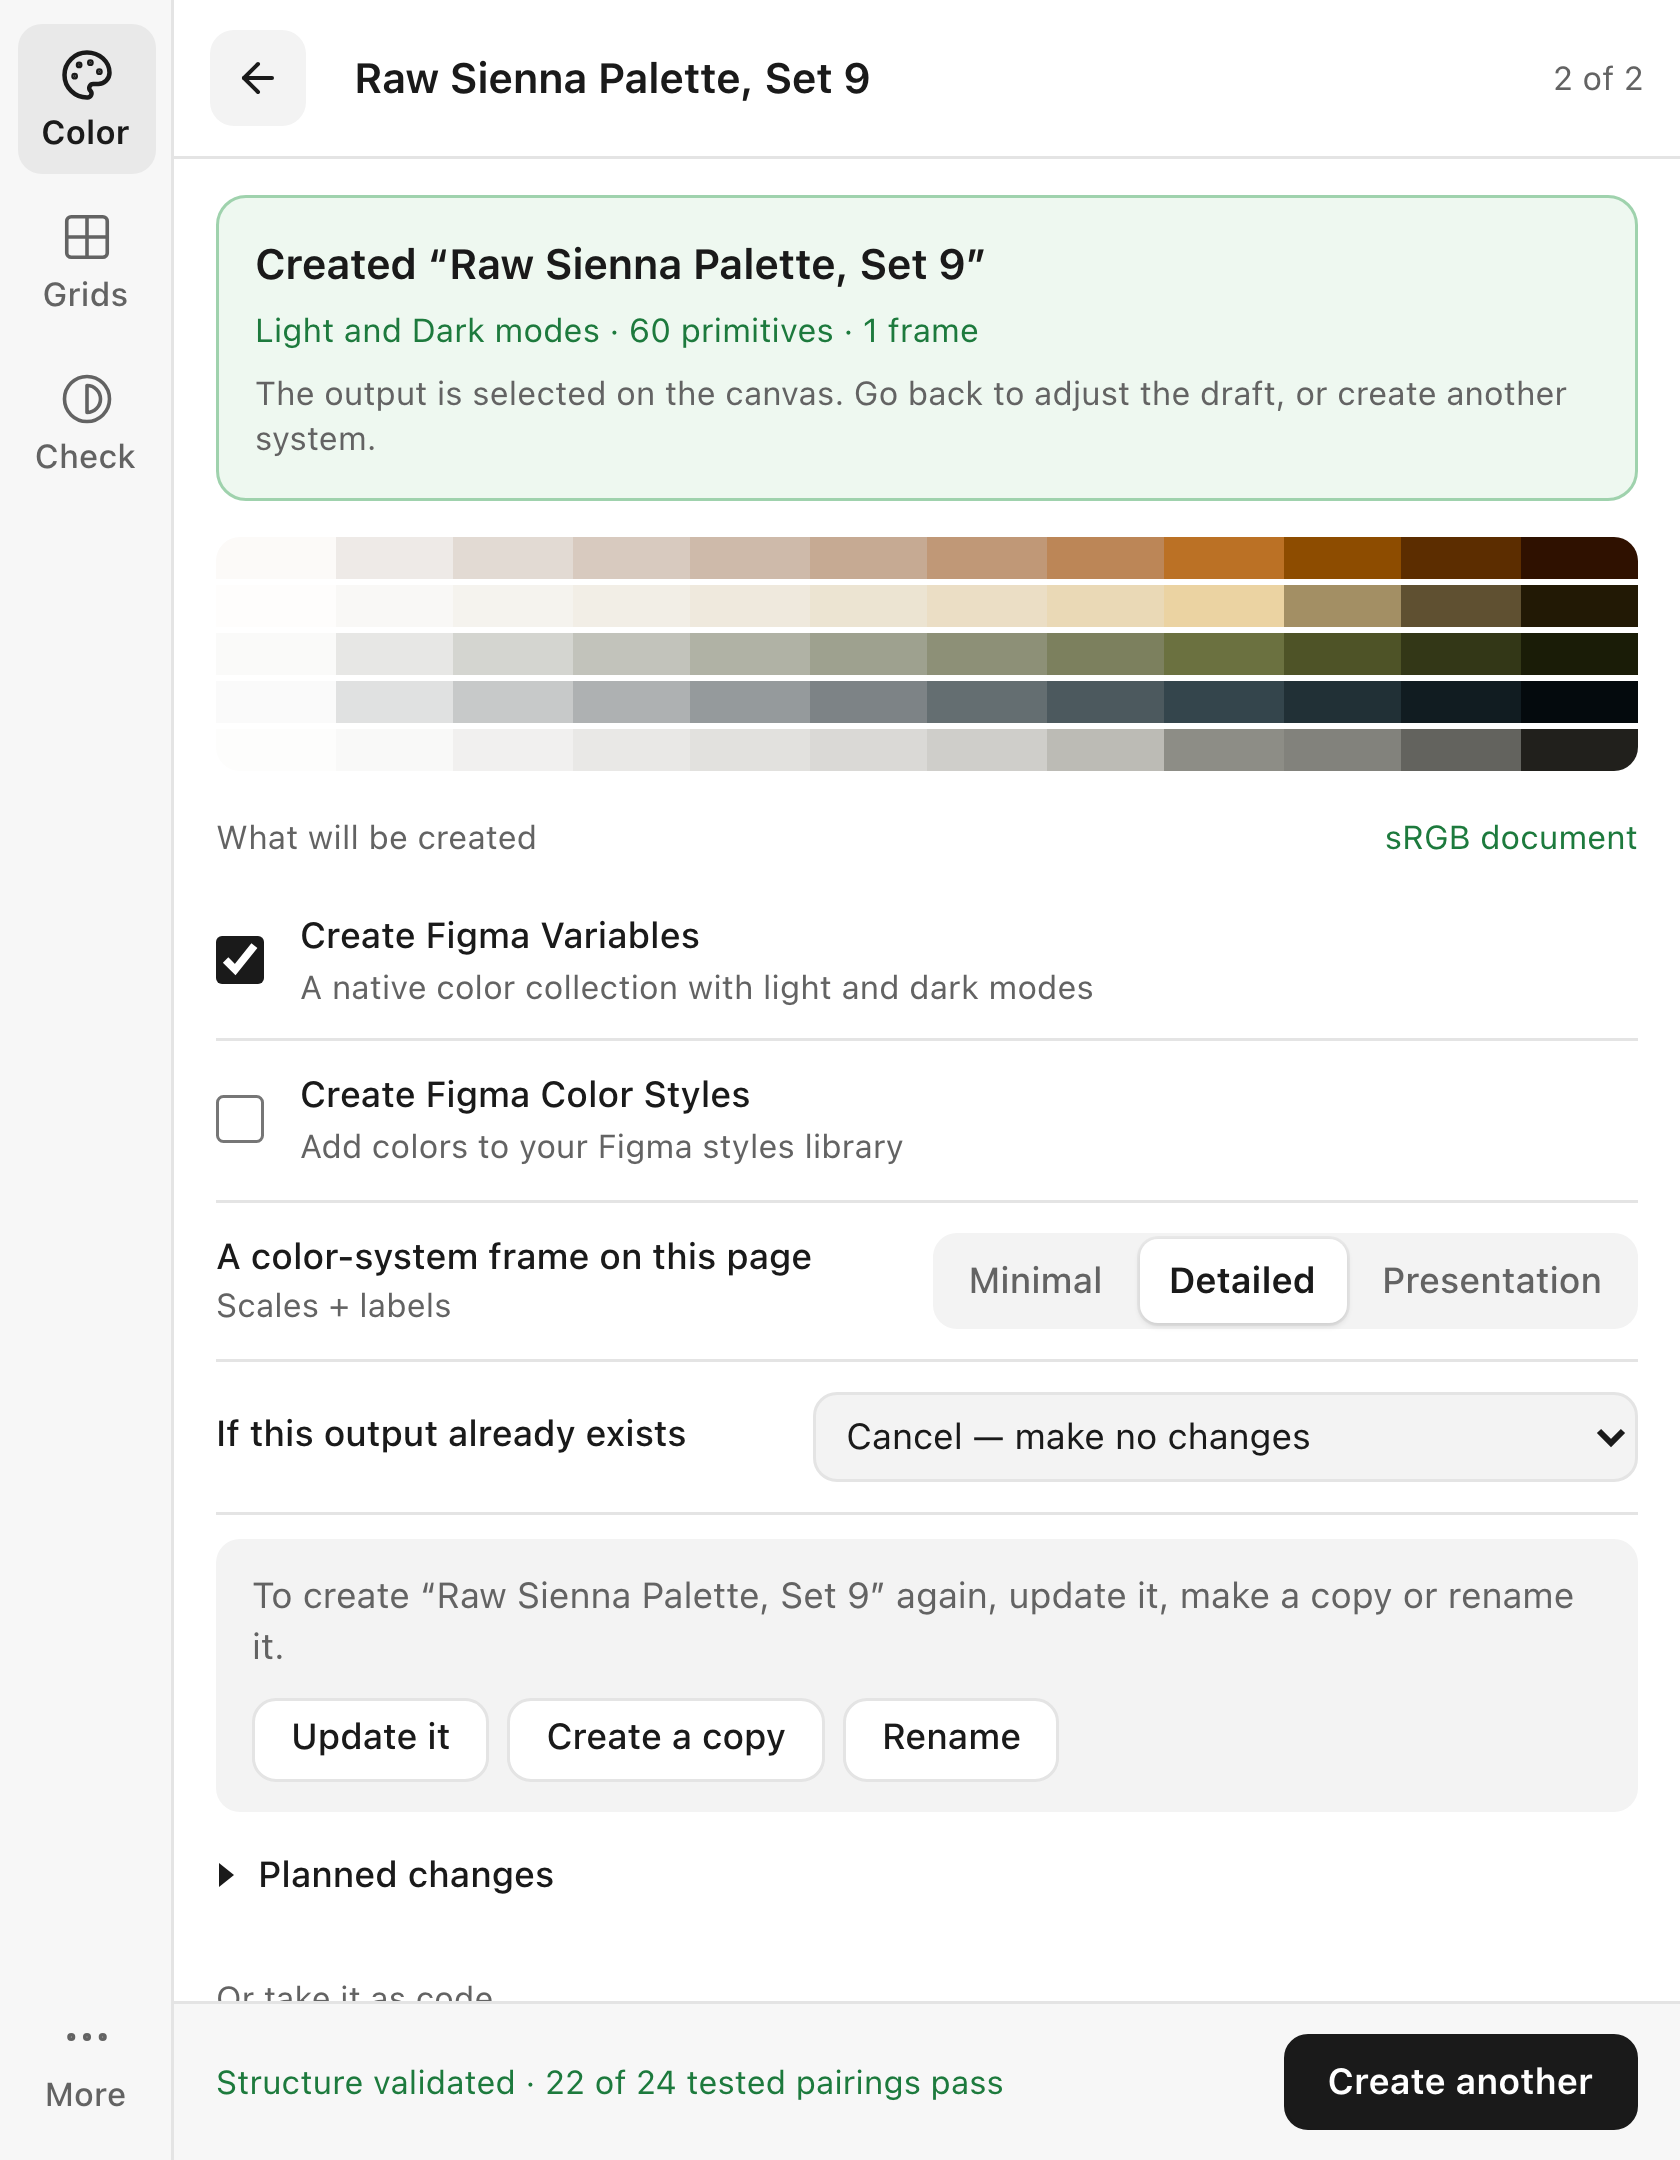 Color
Grids
Check
More
Raw Sienna Palette, Set 9
2 of 2
Created “Raw Sienna Palette, Set 9”
Light and Dark modes · 60 primitives · 1 frame
The output is selected on the canvas. Go back to adjust the draft, or create another
system.
What will be created
sRGB document
Create Figma Variables
A native color collection with light and dark modes
Create Figma Color Styles
Add colors to your Figma styles library
A color-system frame on this page
Scales + labels
Minimal
Detailed
Presentation
If this output already exists
Cancel — make no changes
To create “Raw Sienna Palette, Set 9” again, update it, make a copy or rename
it.
Update it
Create a copy
Rename
Planned changes
Or take it as code
Structure validated · 22 of 24 tested pairings pass
Create another